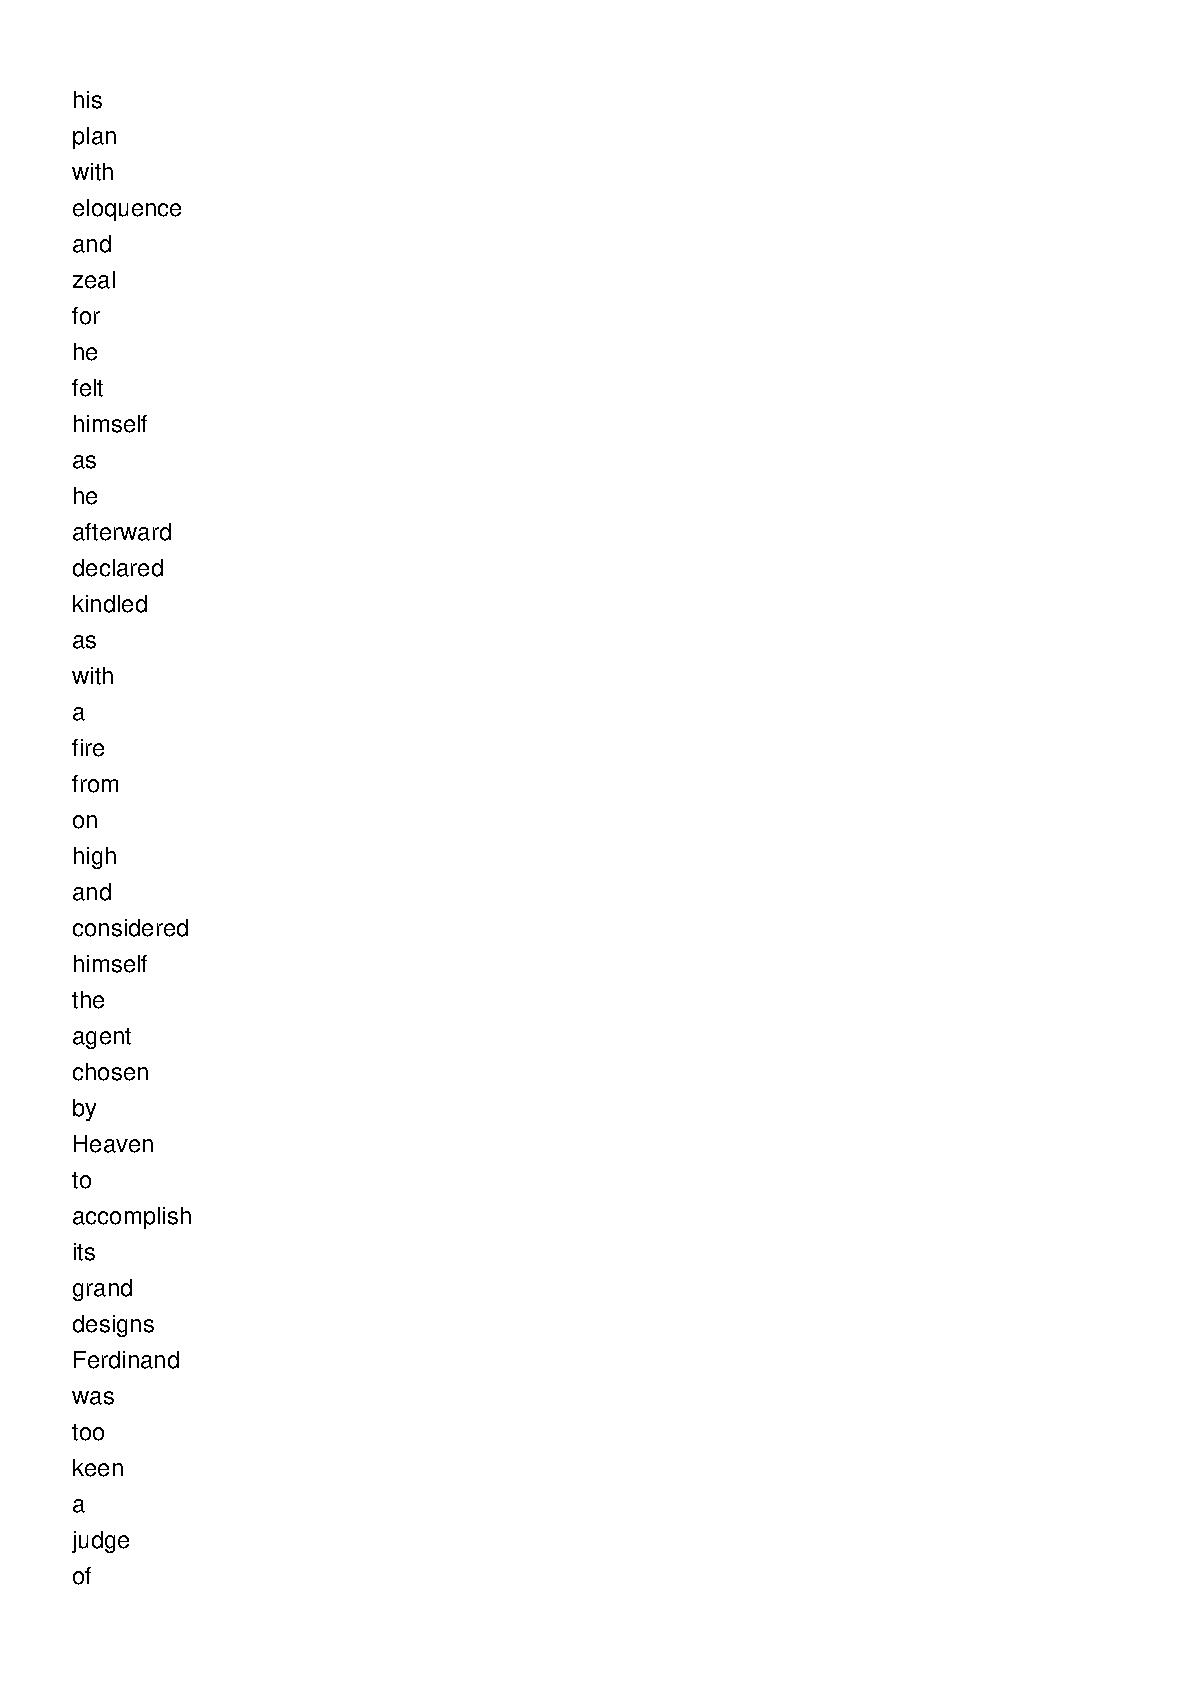 his
plan
with
eloquence
and
zeal
for
he
felt
himself
as
he
afterward
declared
kindled
as
with
a
fire
from
on
high
and
considered
himself
the
agent
chosen
by
Heaven
to
accomplish
its
grand
designs
Ferdinand
was
too
keen
a
judge
of